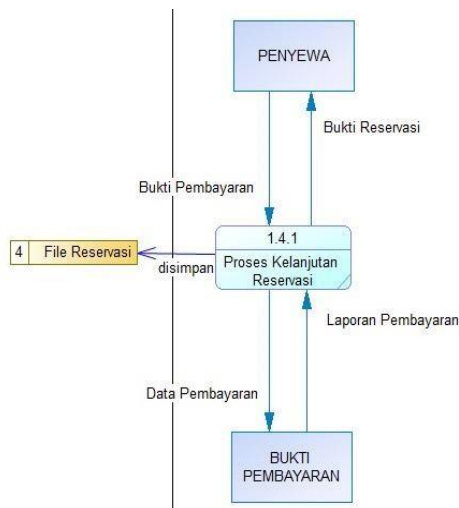 PENYEWA
Bukti Reservasi
Bukti Pembayaran
1.4.1
4 File Reservasi
disimpan
Proses Kelanjutan
Reservasi
Laporan Pembayaran
Data Pembayaran
BUKTI
PEMBAYARAN